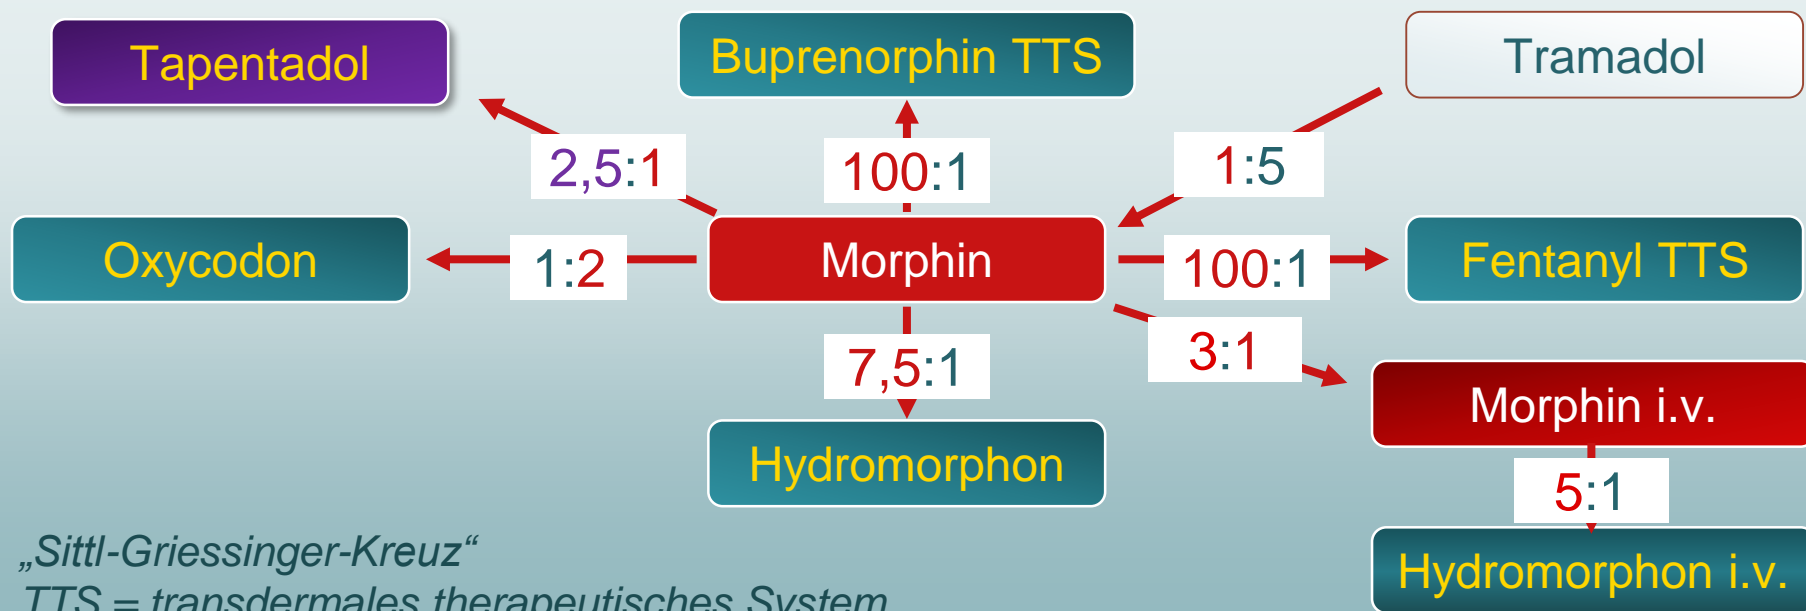 Tapentadol
Buprenorphin TTS
Tramadol
2,5:1
100:1
1:5
Oxycodon
1:2
Morphin
100:1
Fentanyl TTS
7,5:1
3:1
Morphin i.v.
Hydromorphon
5:1
„Sittl-Griessinger-Kreuz“
Hydromorphon i.v.
TTS = transdermales therapeutisches System